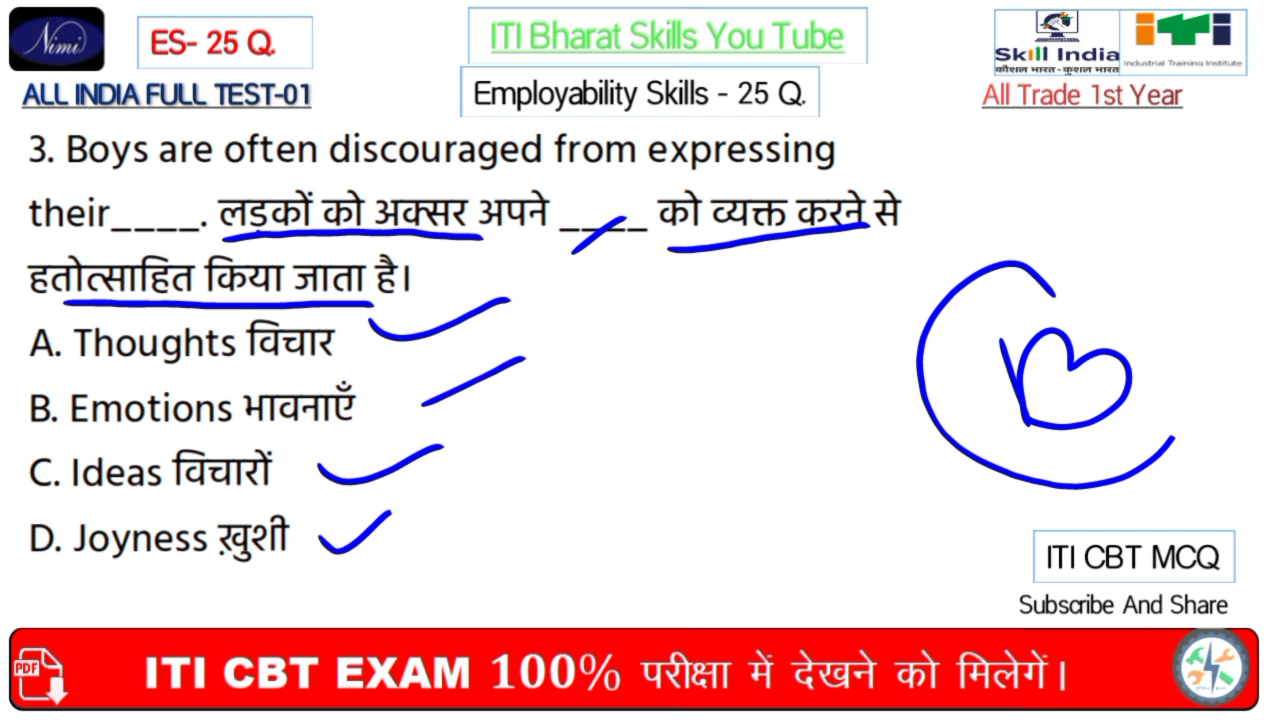 Nimi
ES- 25 Q.
ITI Bharat Skills You Tube
Skill India
कौशल भारत - कुशल भारत
iTi
Industrial Training Institute
ALL INDIA FULL TEST-01
Employability Skills - 25 Q.
All Trade 1st Year
3. Boys are often discouraged from expressing
their____. लड़कों को अक्सर अपने ____ को व्यक्त करने से
हतोत्साहित किया जाता है।
A. Thoughts विचार
B. Emotions भावनाएँ
C. Ideas विचारों
D. Joyness ख़ुशी
ITI CBT MCQ
Subscribe And Share
PDF
ITI CBT EXAM 100% परीक्षा में देखने को मिलेगें।